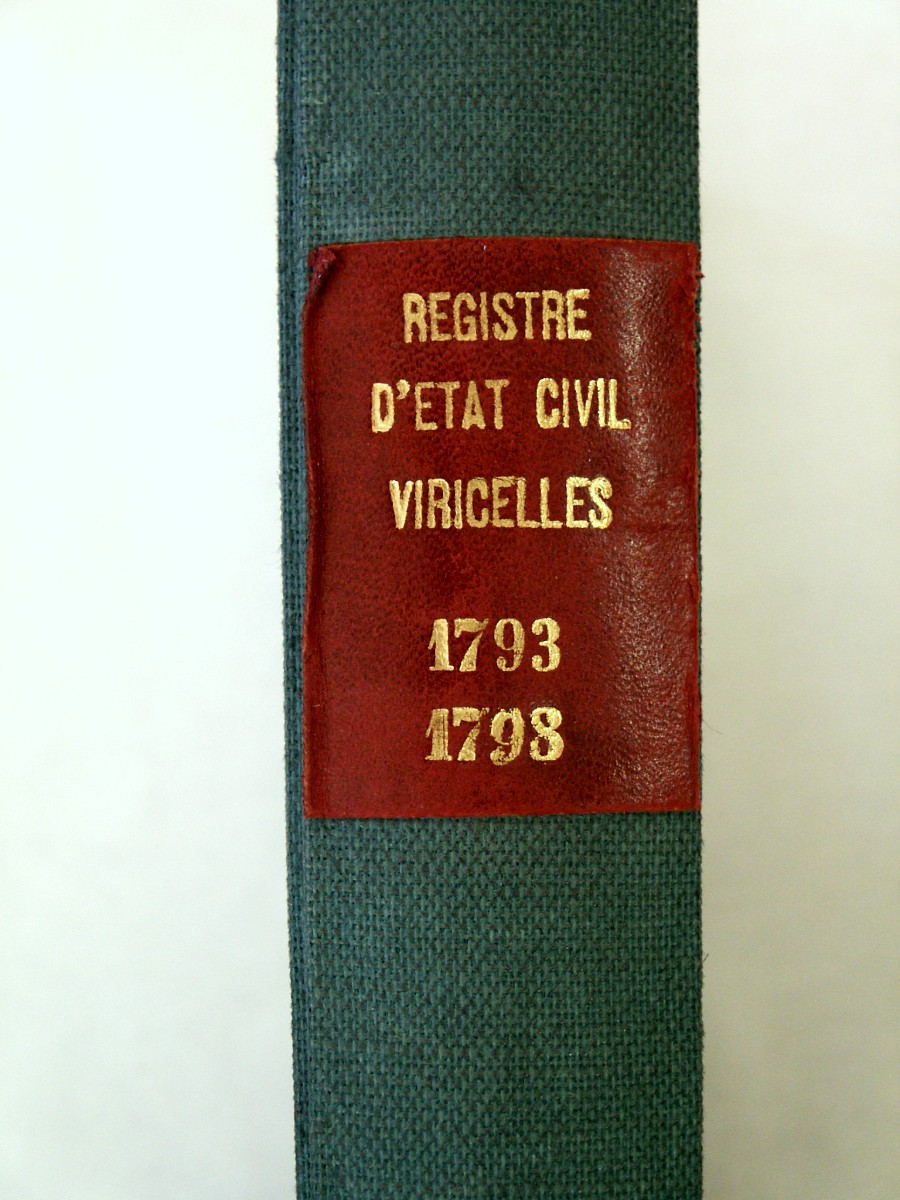 REGISTRE
D'ETAT CIVIL
VIRICELLES
1793
1798